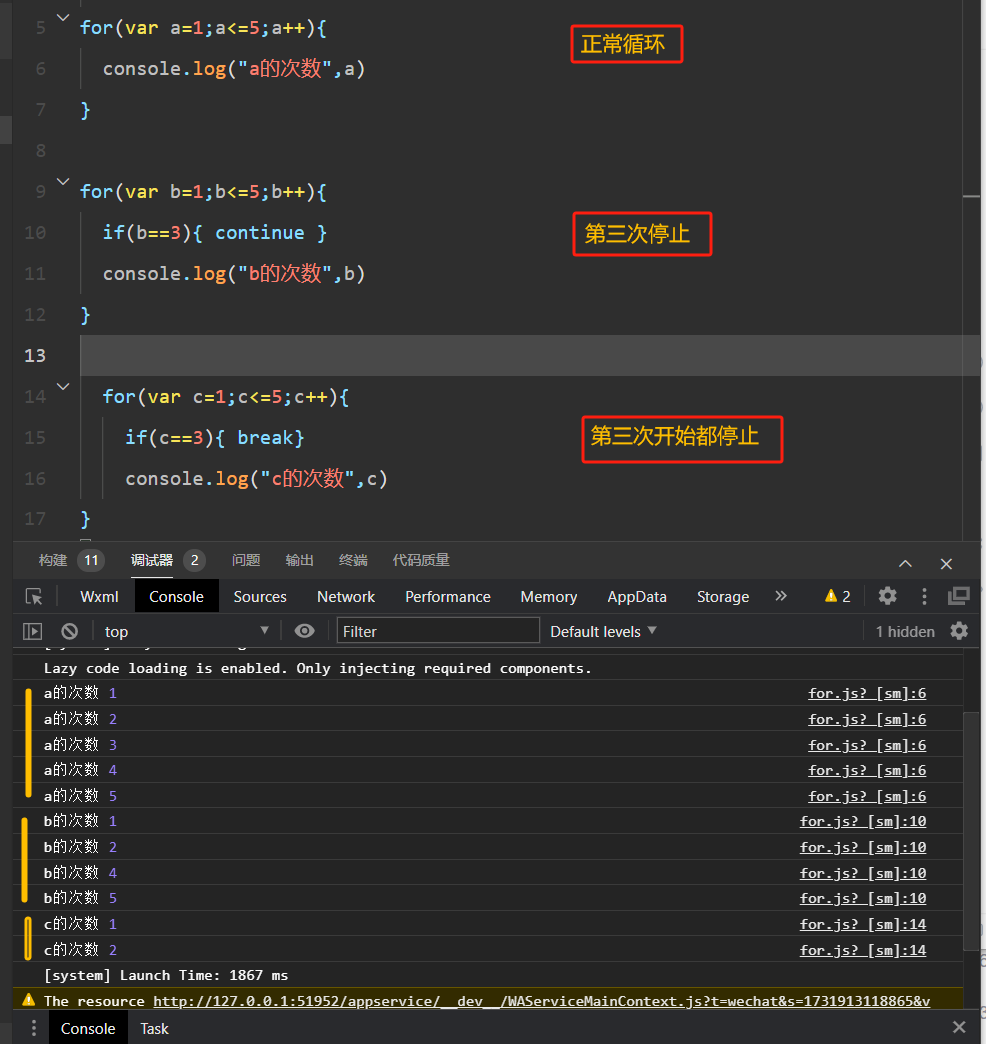 5 for(var a=1;a<=5;a++){
正常循环
6 console.log("a的次数",a)
7 }
8
9 for(var b=1;b<=5;b++){
10 if(b==3){ continue }
第三次停止
11 console.log("b的次数",b)
12 }
13
14 for(var c=1;c<=5;c++){
15 if(c==3){ break}
第三次开始都停止
16 console.log("c的次数",c)
17 }
构建 11 调试器 2 问题 输出 终端 代码质量
Wxml Console Sources Network Performance Memory AppData Storage 2
top Filter Default levels 1 hidden
Lazy code loading is enabled. Only injecting required components.
a的次数 1 for.js? [sm]:6
a的次数 2 for.js? [sm]:6
a的次数 3 for.js? [sm]:6
a的次数 4 for.js? [sm]:6
a的次数 5 for.js? [sm]:6
b的次数 1 for.js? [sm]:10
b的次数 2 for.js? [sm]:10
b的次数 4 for.js? [sm]:10
b的次数 5 for.js? [sm]:10
c的次数 1 for.js? [sm]:14
c的次数 2 for.js? [sm]:14
[system] Launch Time: 1867 ms
The resource http://127.0.0.1:51952/appservice/__dev__/WAServiceMainContext.js?t=wechat&s=1731913118865&v
Console Task